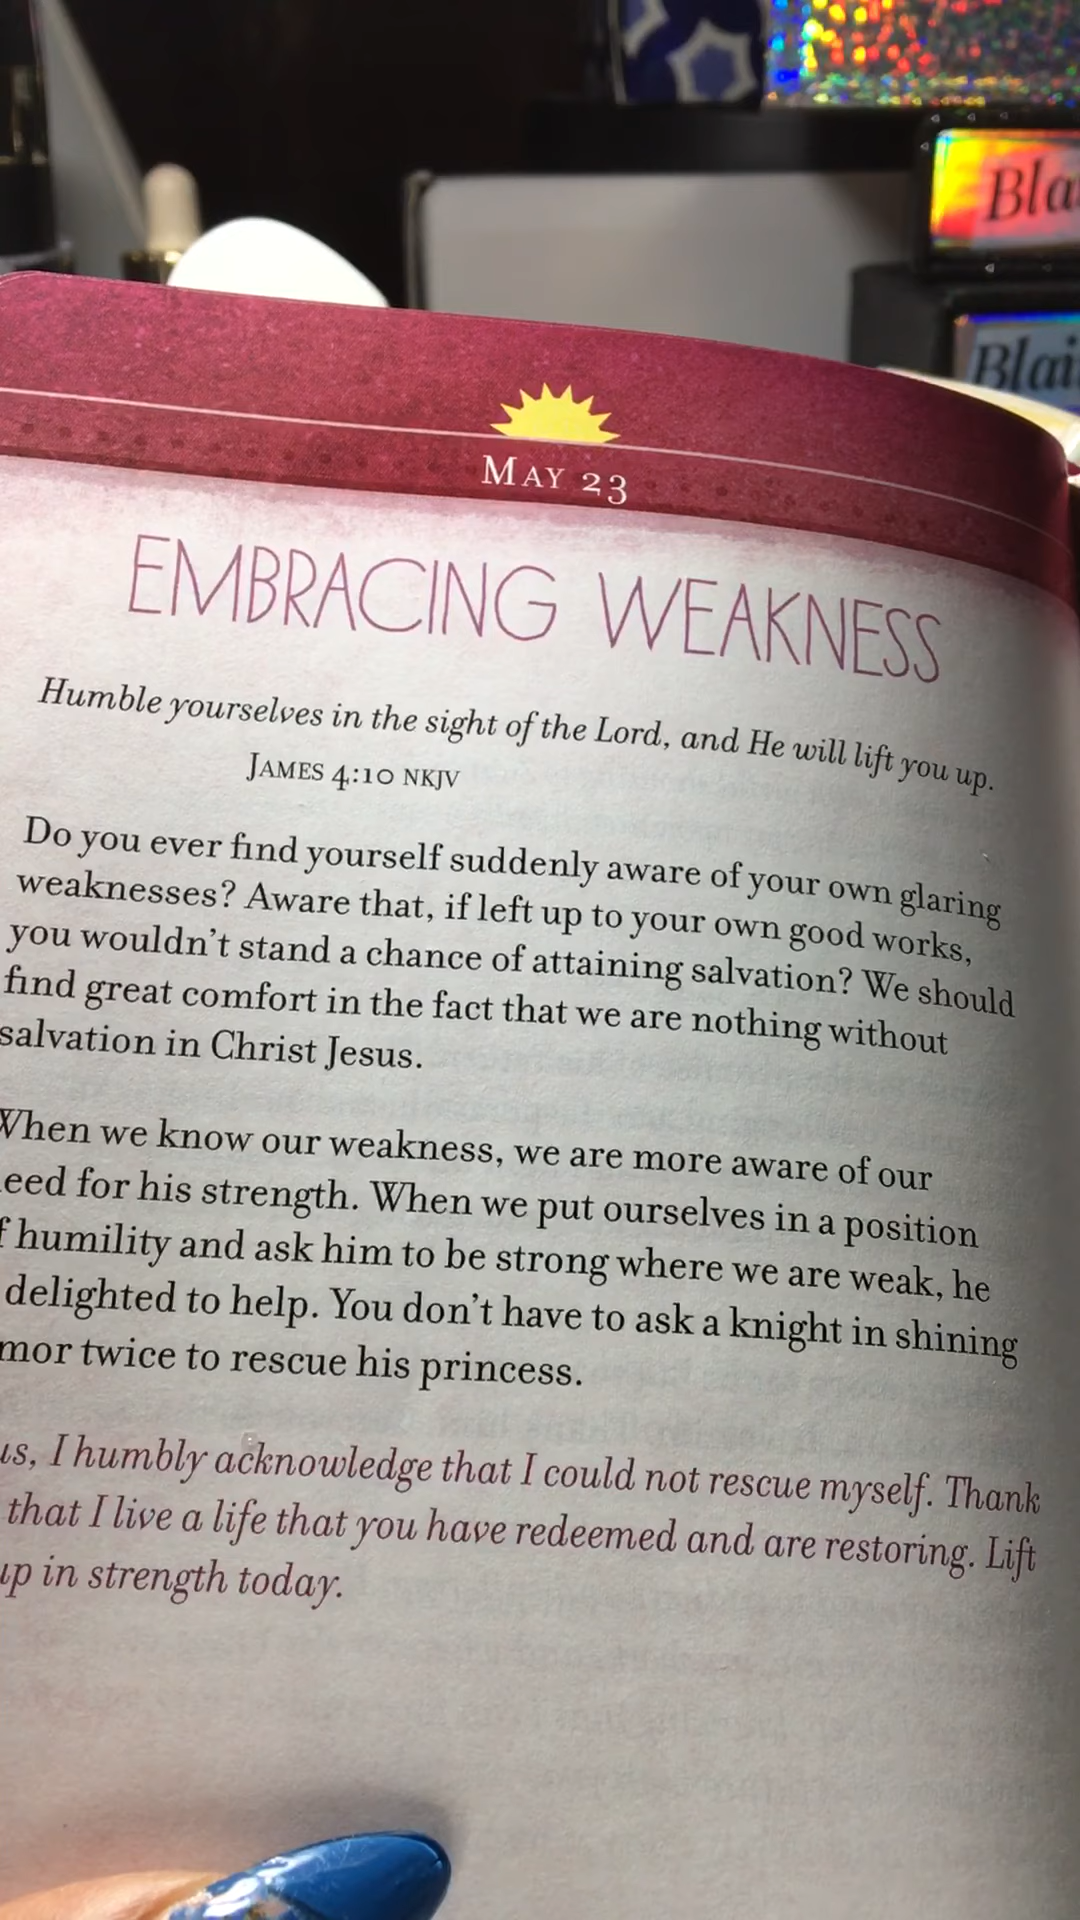 Bla
Blai
MAY 23
EMBRACING WEAKNESS
Humble yourselves in the sight of the Lord, and He will lift you up.
JAMES 4:10 NKJV
Do you ever find yourself suddenly aware of your own glaring
weaknesses? Aware that, if left up to your own good works,
you wouldn't stand a chance of attaining salvation? We should
find great comfort in the fact that we are nothing without
salvation in Christ Jesus.
When we know our weakness, we are more aware of our
eed for his strength. When we put ourselves in a position
f humility and ask him to be strong where we are weak, he
delighted to help. You don't have to ask a knight in shining
mor twice to rescue his princess.
us, I humbly acknowledge that I could not rescue myself. Thank
that I live a life that you have redeemed and are restoring. Lift
up in strength today.